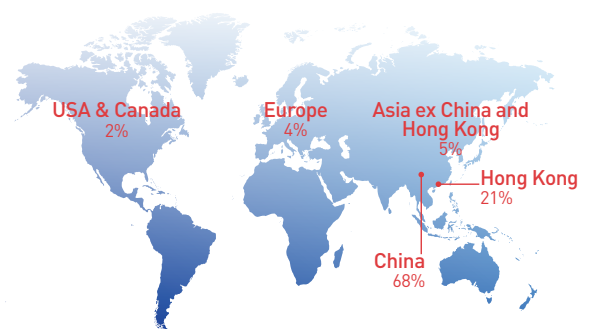 USA & Canada
2%
Europe
4%
Asia ex China and
Hong Kong
5%
Hong Kong
21%
China
68%